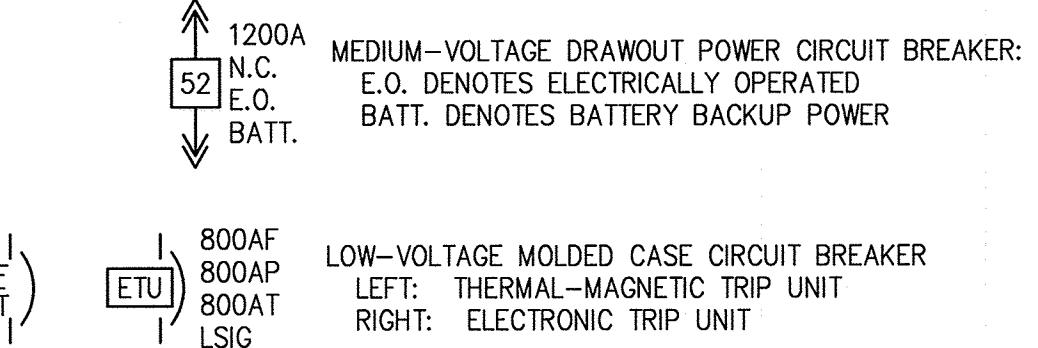 1200A
N.C.
E.O.
BATT.
52
MEDIUM-VOLTAGE DRAWOUT POWER CIRCUIT BREAKER:
E.O. DENOTES ELECTRICALLY OPERATED
BATT. DENOTES BATTERY BACKUP POWER
ETU
800AF
800AP
800AT
LSIG
LOW-VOLTAGE MOLDED CASE CIRCUIT BREAKER
LEFT: THERMAL-MAGNETIC TRIP UNIT
RIGHT: ELECTRONIC TRIP UNIT